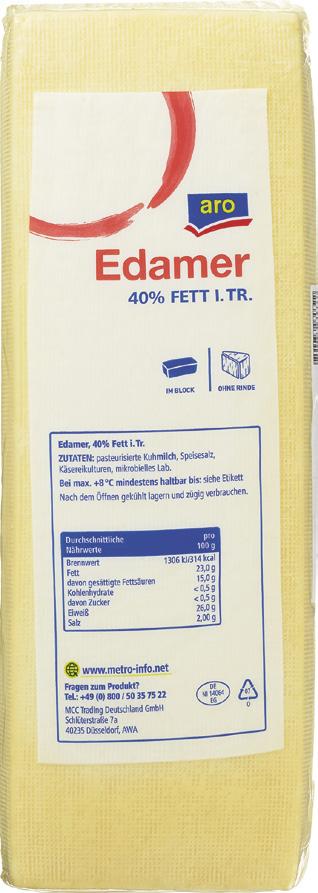 aro
Edamer
40% FETT I.TR.
IM BLOCK
OHNE RINDE
Edamer, 40% Fett i.Tr.
ZUTATEN: pasteurisierte Kuhmilch, Speisesalz,
Käsereikulturen, mikrobielles Lab.
Bei max. +8 °C mindestens haltbar bis: siehe Etikett
Nach dem Öffnen gekühlt lagern und zügig verbrauchen.
Durchschnittliche pro
Nährwerte 100 g
Brennwert 1306 kJ/314 kcal
Fett 23,0 g
davon gesättigte Fettsäuren 15,0 g
Kohlenhydrate < 0,5 g
davon Zucker < 0,5 g
Eiweiß 26,0 g
Salz 2,00 g
www.metro-info.net
Fragen zum Produkt?
Tel.: +49 (0) 800 / 50 35 75 22
MCC Trading Deutschland GmbH
Schlüterstraße 7a
40235 Düsseldorf, AWA
DE
NI 14064
EG
07
O